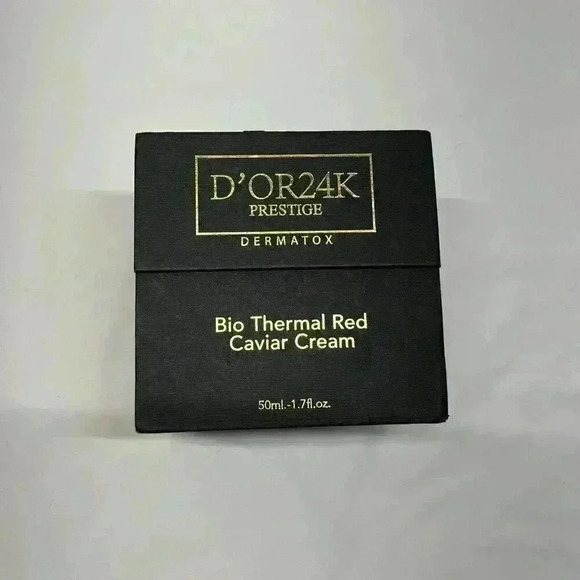 D'OR24K
PRESTIGE
DERMATOX
Bio Thermal Red
Caviar Cream
50ml.-1.7fl.oz.